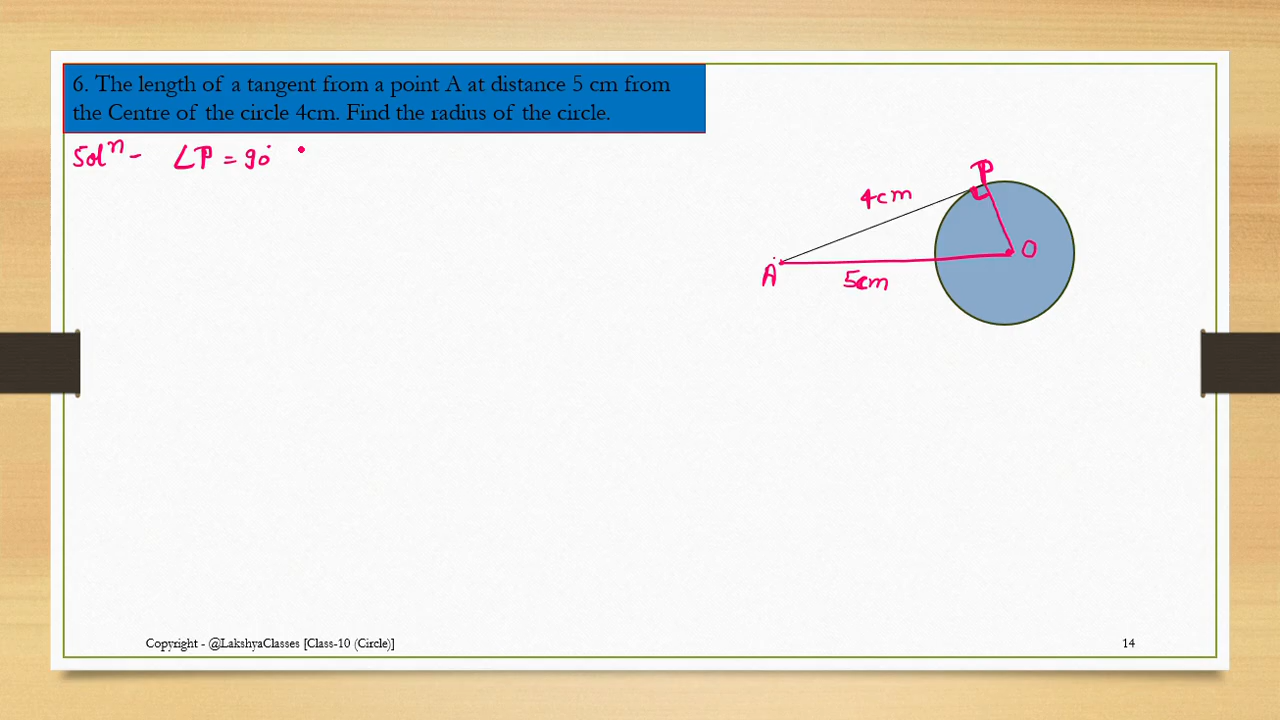 6. The length of a tangent from a point A at distance 5 cm from
the Centre of the circle 4cm. Find the radius of the circle.
Solⁿ - ∠P = 90°
P
4cm
O
A
5cm
Copyright - @LakshyaClasses [Class-10 (Circle)]
14